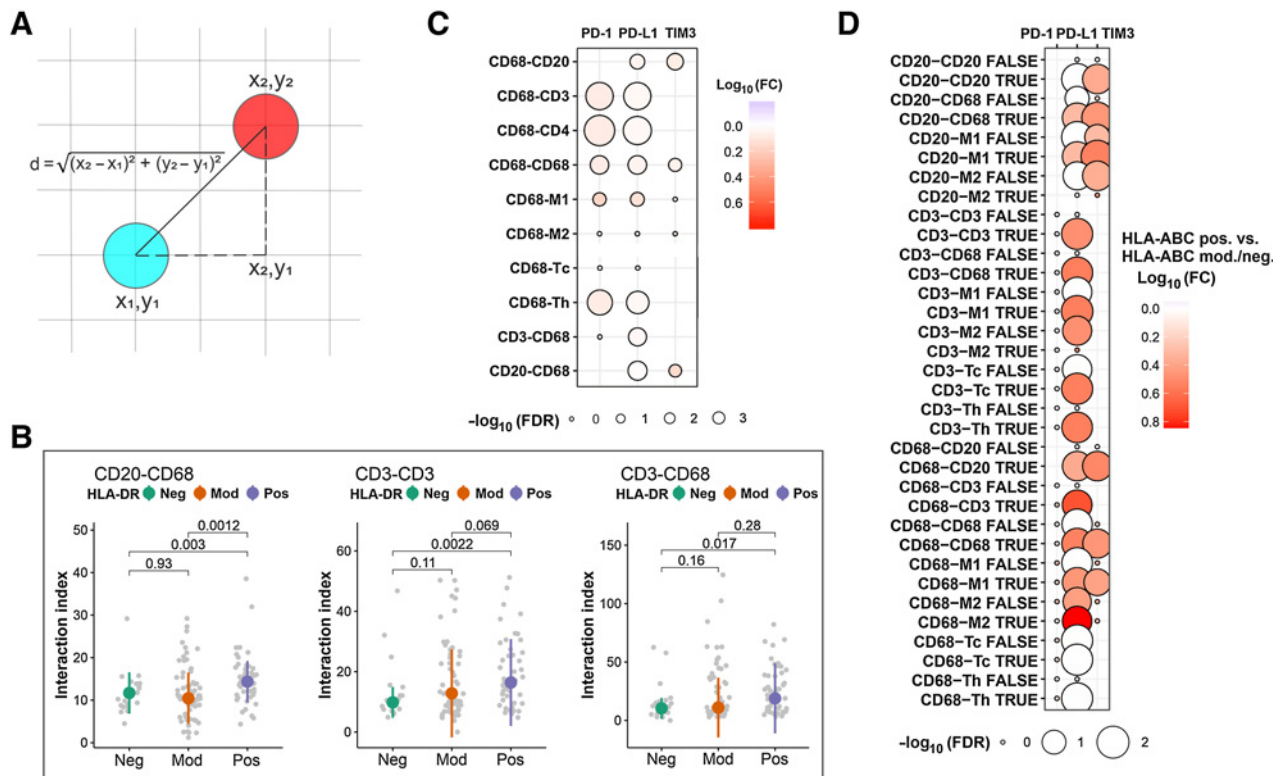 A
x₂,y₂
d = √(x₂ – x₁)² + (y₂ – y₁)²
x₂,y₁
x₁,y₁
B
CD20-CD68
HLA-DR Neg Mod Pos
Interaction index
50
40
30
20
10
0
0.0012
0.003
0.93
Neg Mod Pos
CD3-CD3
HLA-DR Neg Mod Pos
Interaction index
60
40
20
0
0.069
0.0022
0.11
Neg Mod Pos
CD3-CD68
HLA-DR Neg Mod Pos
Interaction index
150
100
50
0
0.28
0.017
0.16
Neg Mod Pos
C
PD-1 PD-L1 TIM3
CD68-CD20
CD68-CD3
CD68-CD4
CD68-CD68
CD68-M1
CD68-M2
CD68-Tc
CD68-Th
CD3-CD68
CD20-CD68
Log₁₀ (FC)
0.0
0.2
0.4
0.6
–log₁₀ (FDR) 0 1 2 3
D
PD-1 PD-L1 TIM3
CD20–CD20 FALSE
CD20–CD20 TRUE
CD20–CD68 FALSE
CD20–CD68 TRUE
CD20–M1 FALSE
CD20–M1 TRUE
CD20–M2 FALSE
CD20–M2 TRUE
CD3–CD3 FALSE
CD3–CD3 TRUE
CD3–CD68 FALSE
CD3–CD68 TRUE
CD3–M1 FALSE
CD3–M1 TRUE
CD3–M2 FALSE
CD3–M2 TRUE
CD3–Tc FALSE
CD3–Tc TRUE
CD3–Th FALSE
CD3–Th TRUE
CD68–CD20 FALSE
CD68–CD20 TRUE
CD68–CD3 FALSE
CD68–CD3 TRUE
CD68–CD68 FALSE
CD68–CD68 TRUE
CD68–M1 FALSE
CD68–M1 TRUE
CD68–M2 FALSE
CD68–M2 TRUE
CD68–Tc FALSE
CD68–Tc TRUE
CD68–Th FALSE
CD68–Th TRUE
HLA-ABC pos. vs.
HLA-ABC mod./neg.
Log₁₀ (FC)
0.0
0.2
0.4
0.6
0.8
–log₁₀ (FDR) 0 1 2